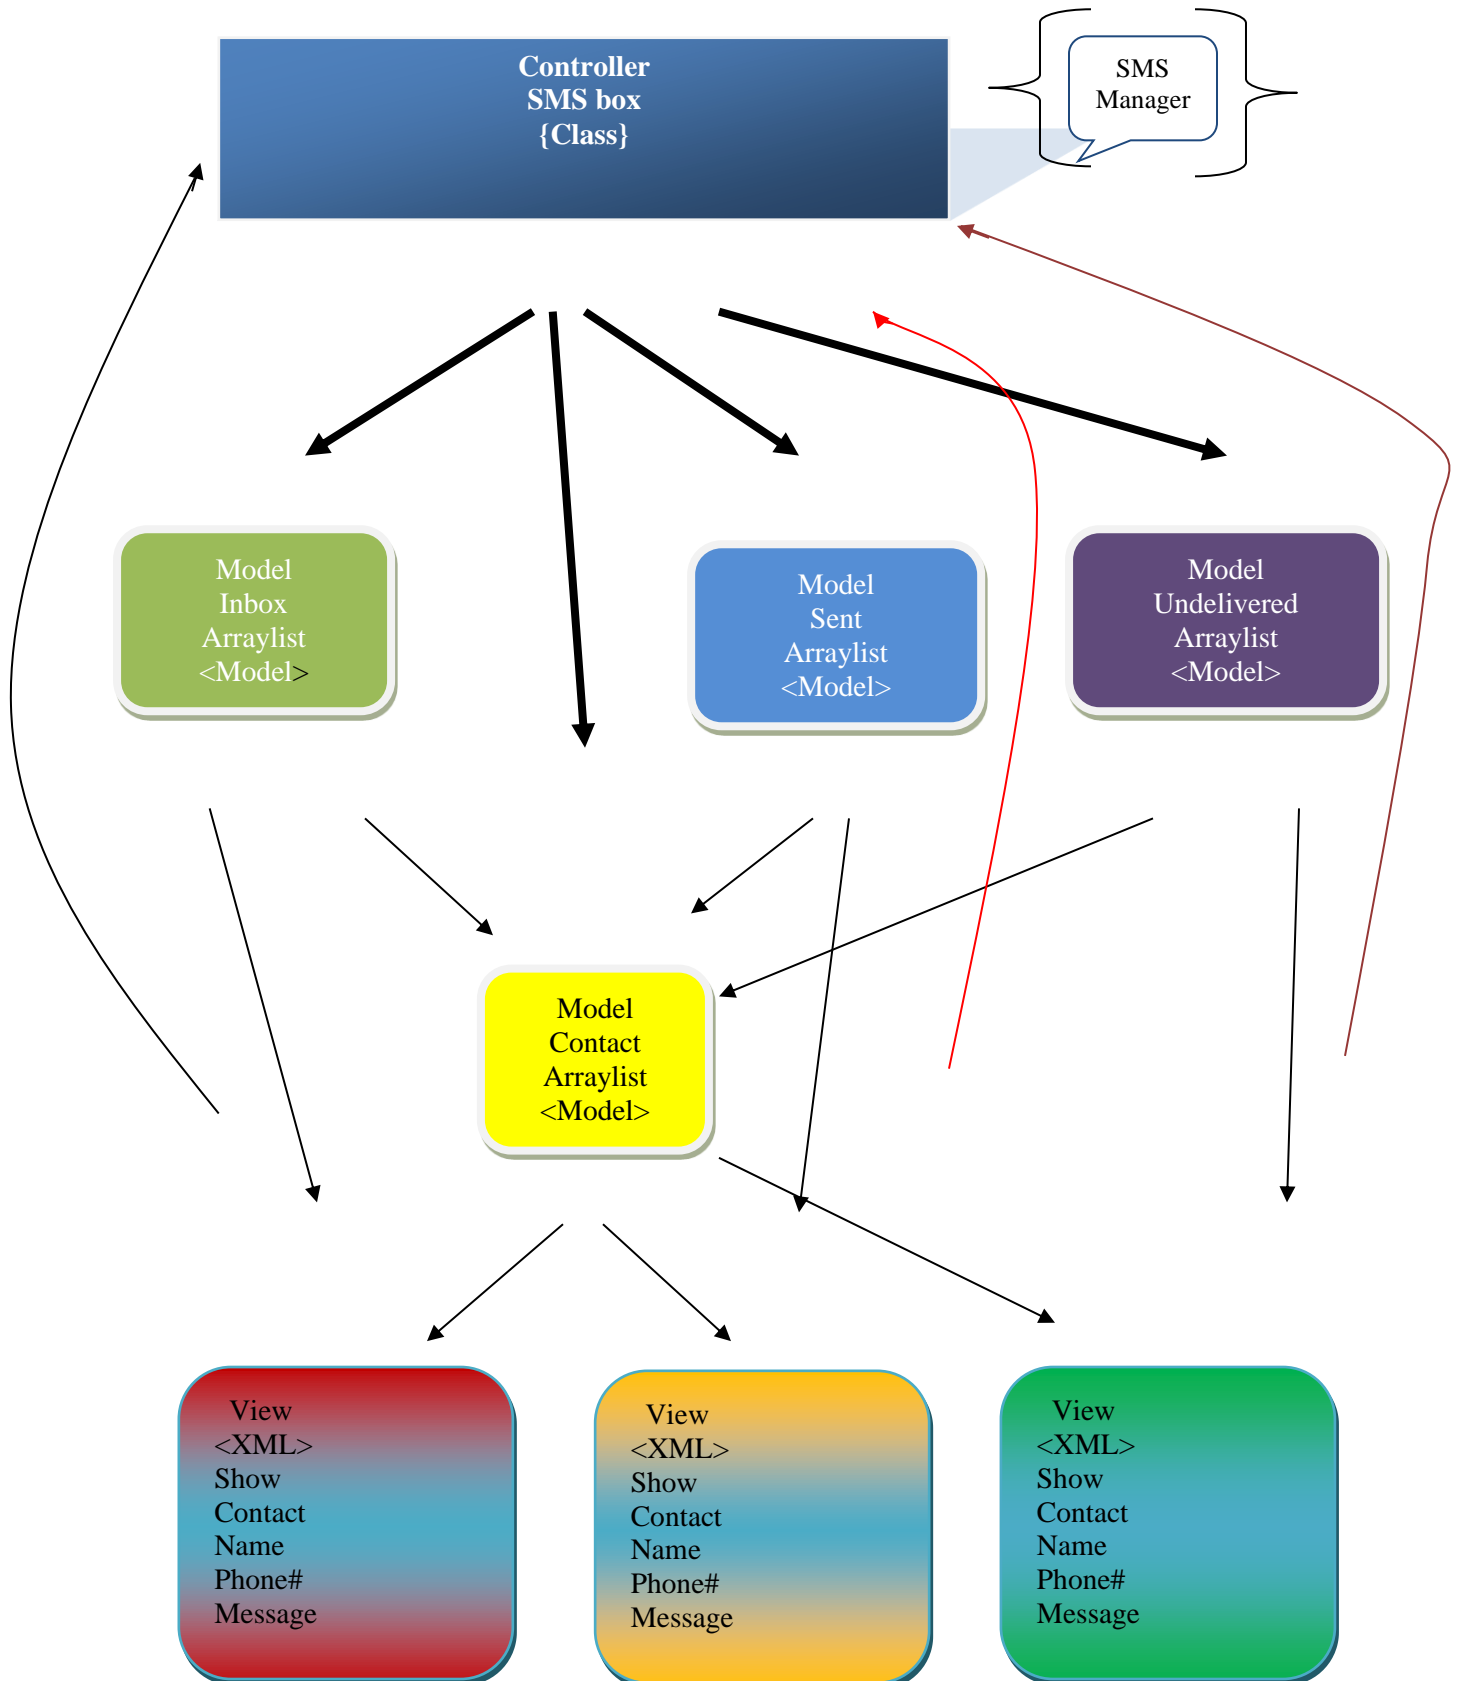 Controller
SMS box
{Class}
SMS
Manager
Model
Inbox
Arraylist
<Model>
Model
Sent
Arraylist
<Model>
Model
Undelivered
Arraylist
<Model>
Model
Contact
Arraylist
<Model>
View
<XML>
Show
Contact
Name
Phone#
Message
View
<XML>
Show
Contact
Name
Phone#
Message
View
<XML>
Show
Contact
Name
Phone#
Message